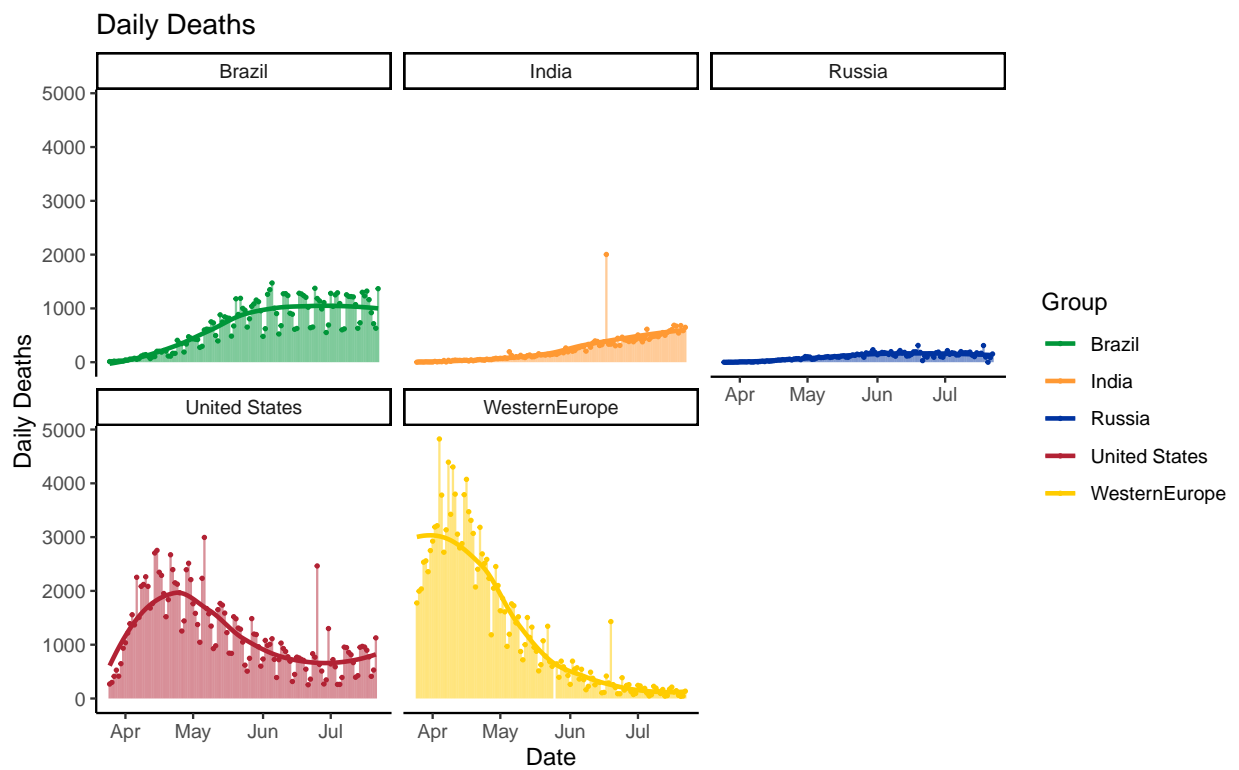 Daily Deaths
Brazil
India
Russia
5000
4000
3000
2000
1000
0
Apr
May
Jun
Jul
United States
WesternEurope
5000
4000
3000
2000
1000
0
Apr
May
Jun
Jul
Apr
May
Jun
Jul
Daily Deaths
Date
Group
Brazil
India
Russia
United States
WesternEurope